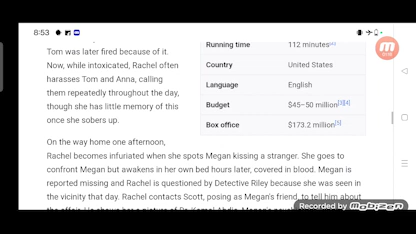 8:53
Tom was later fired because of it.
Now, while intoxicated, Rachel often
harasses Tom and Anna, calling
them repeatedly throughout the day,
though she has little memory of this
once she sobers up.
Running time 112 minutes[2]
Country United States
Language English
Budget $45–50 million[3][4]
Box office $173.2 million[5]
On the way home one afternoon,
Rachel becomes infuriated when she spots Megan kissing a stranger. She goes to
confront Megan but awakens in her own bed hours later, covered in blood. Megan is
reported missing and Rachel is questioned by Detective Riley because she was seen in
the vicinity that day. Rachel contacts Scott, posing as Megan's friend, to tell him about
Recorded by Mobizen